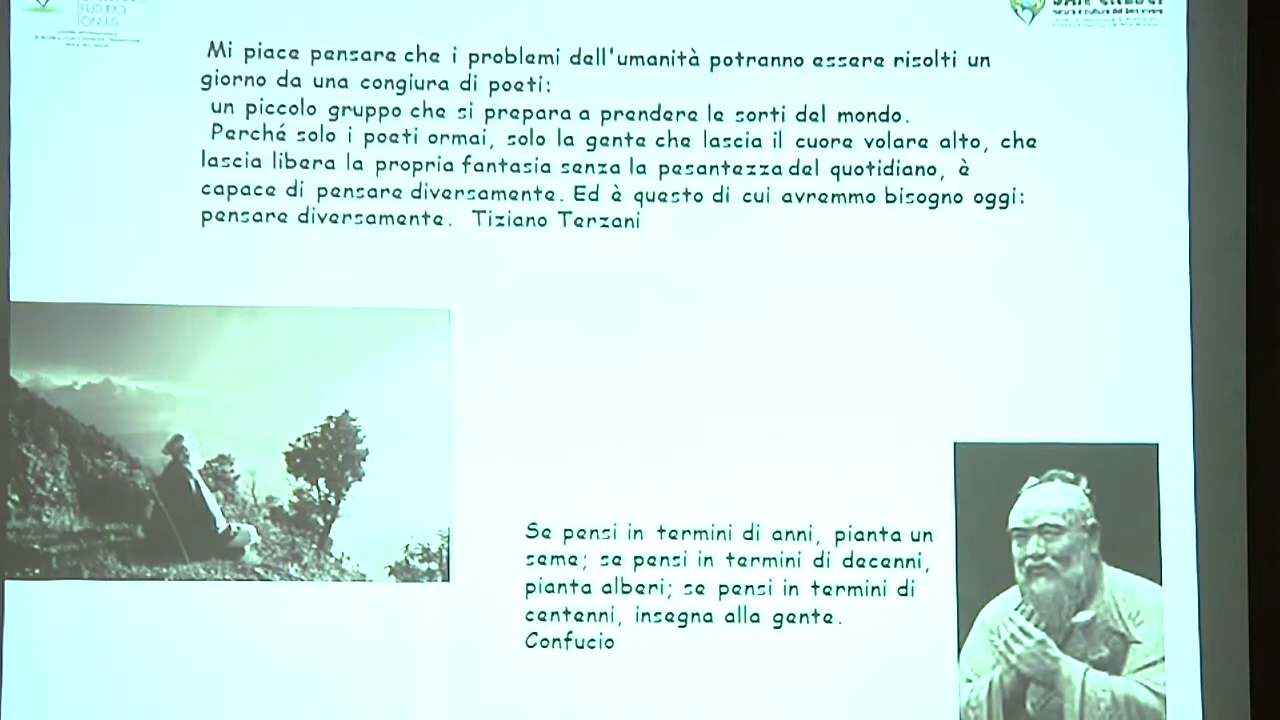 FUTURO
ONLUS
Mi piace pensare che i problemi dell'umanità potranno essere risolti un
giorno da una congiura di poeti:
un piccolo gruppo che si prepara a prendere le sorti del mondo.
Perché solo i poeti ormai, solo la gente che lascia il cuore volare alto, che
lascia libera la propria fantasia senza la pesantezza del quotidiano, è
capace di pensare diversamente. Ed è questo di cui avremmo bisogno oggi:
pensare diversamente. Tiziano Terzani
Se pensi in termini di anni, pianta un
seme; se pensi in termini di decenni,
pianta alberi; se pensi in termini di
centenni, insegna alla gente.
Confucio